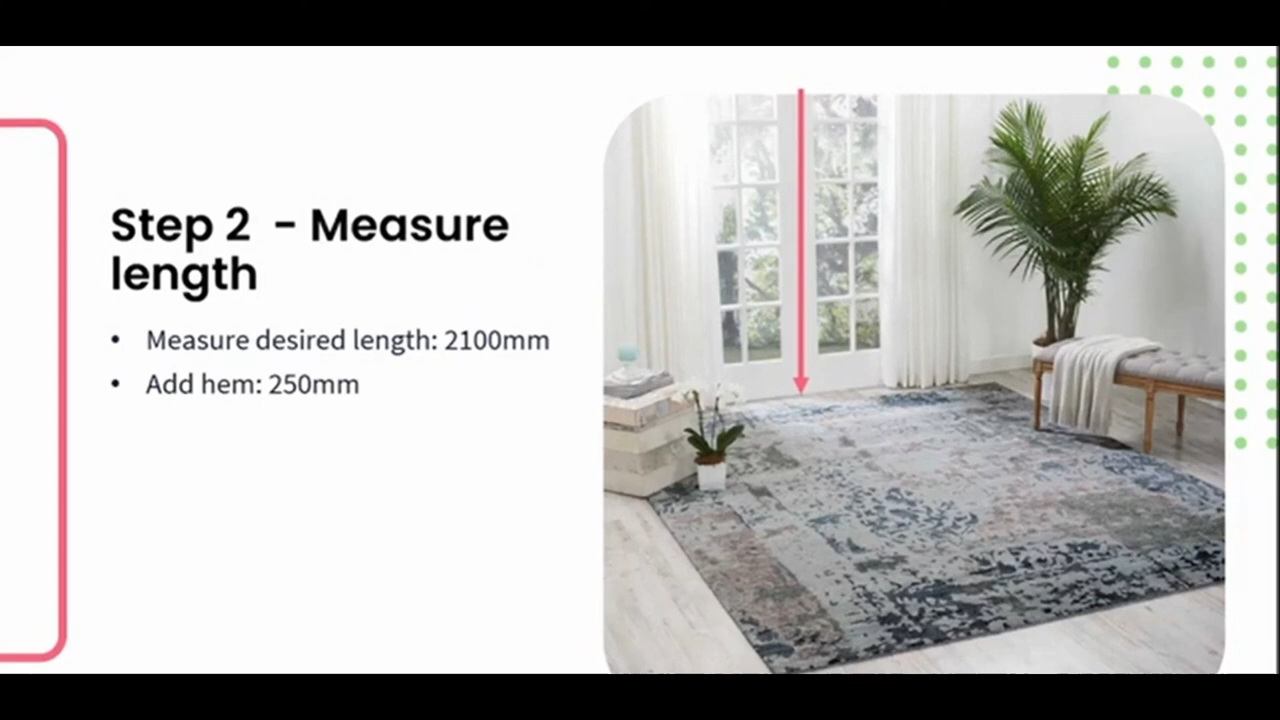 Step 2 - Measure
length
• Measure desired length: 2100mm
• Add hem: 250mm